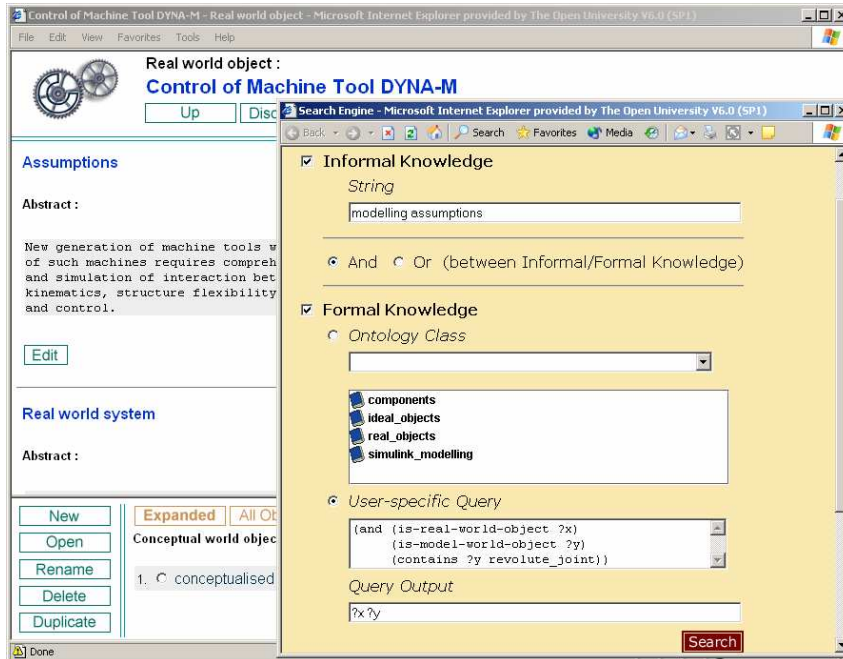 Control of Machine Tool DYNA-M - Real world object - Microsoft Internet Explorer provided by The Open University V6.0 (SP1)
File Edit View Favorites Tools Help
Real world object :
Control of Machine Tool DYNA-M
Up
Assumptions
Abstract :
New generation of machine tools
of such machines requires
and simulation of interaction
kinematics, structure flexibility
and control.
Edit
Real world system
Abstract :
New
Open
Rename
Delete
Duplicate
Expanded All
Conceptual world
1. conceptualised
Done
Search Engine - Microsoft Internet Explorer provided by The Open University V6.0 (SP1)
Back Search Favorites Media
Informal Knowledge
String
modelling assumptions
And Or (between Informal/Formal Knowledge)
Formal Knowledge
Ontology Class
components
ideal_objects
real_objects
simulink_modelling
User-specific Query
(and (is-real-world-object ?x)
(is-model-world-object ?y)
(contains ?y revolute_joint))
Query Output
?x ?y
Search